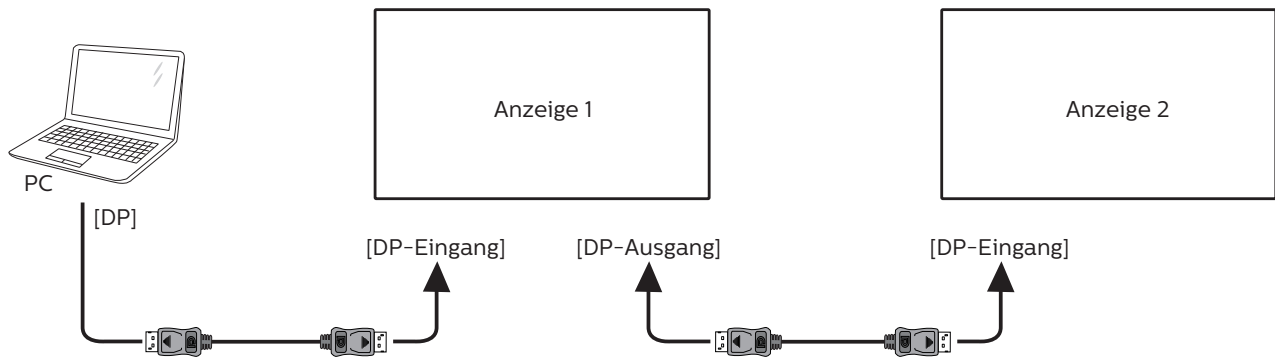 Anzeige 1
Anzeige 2
PC
[DP]
[DP-Eingang]
[DP-Ausgang]
[DP-Eingang]